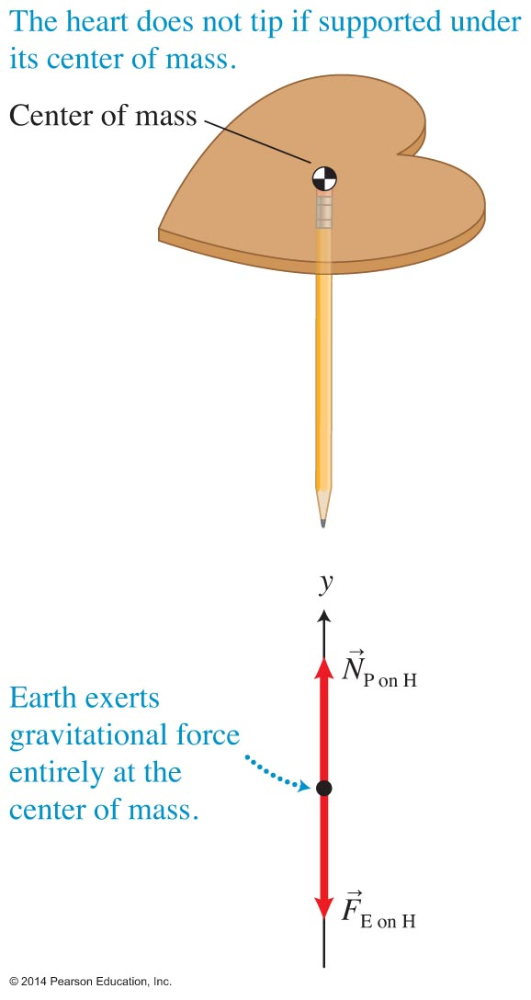 The heart does not tip if supported under
its center of mass.
Center of mass
y
N⃗P on H
Earth exerts
gravitational force
entirely at the
center of mass.
F⃗E on H
© 2014 Pearson Education, Inc.